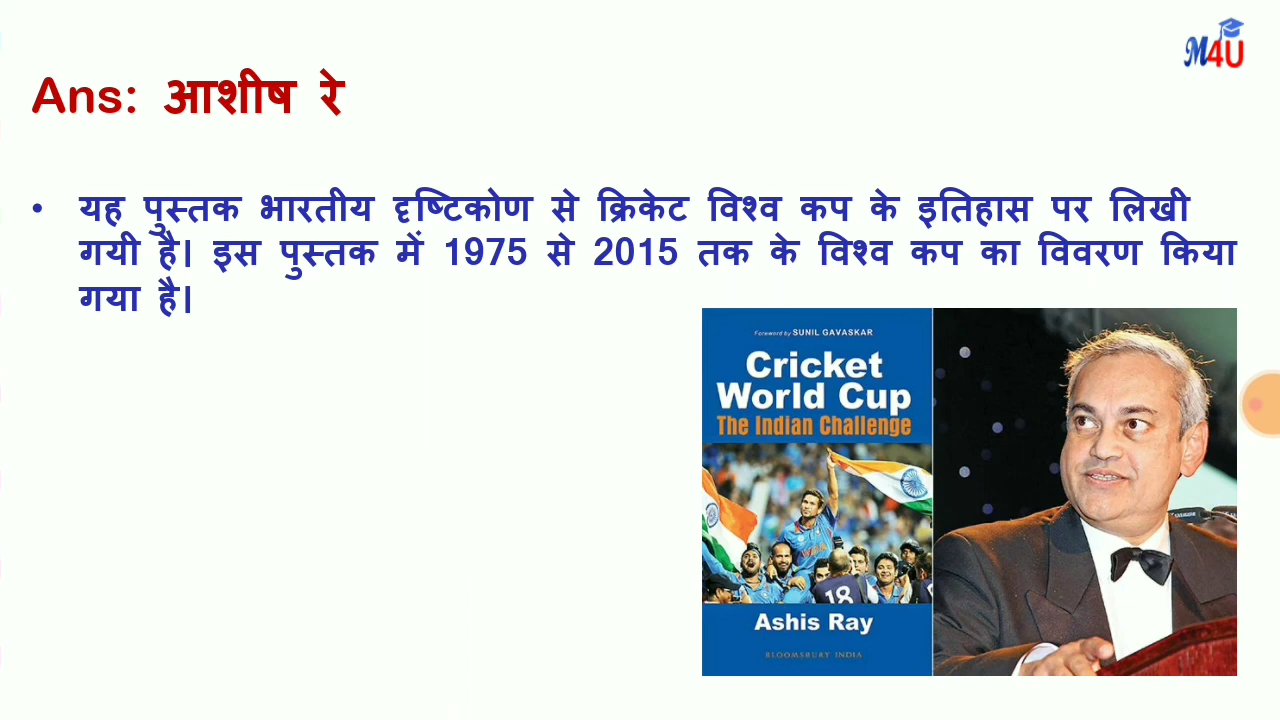 M4U
Ans: आशीष रे
• यह पुस्तक भारतीय दृष्टिकोण से क्रिकेट विश्व कप के इतिहास पर लिखी
गयी है। इस पुस्तक में 1975 से 2015 तक के विश्व कप का विवरण किया
गया है।
Foreword by SUNIL GAVASKAR
Cricket
World Cup
The Indian Challenge
18
Ashis Ray
BLOOMSBURY INDIA